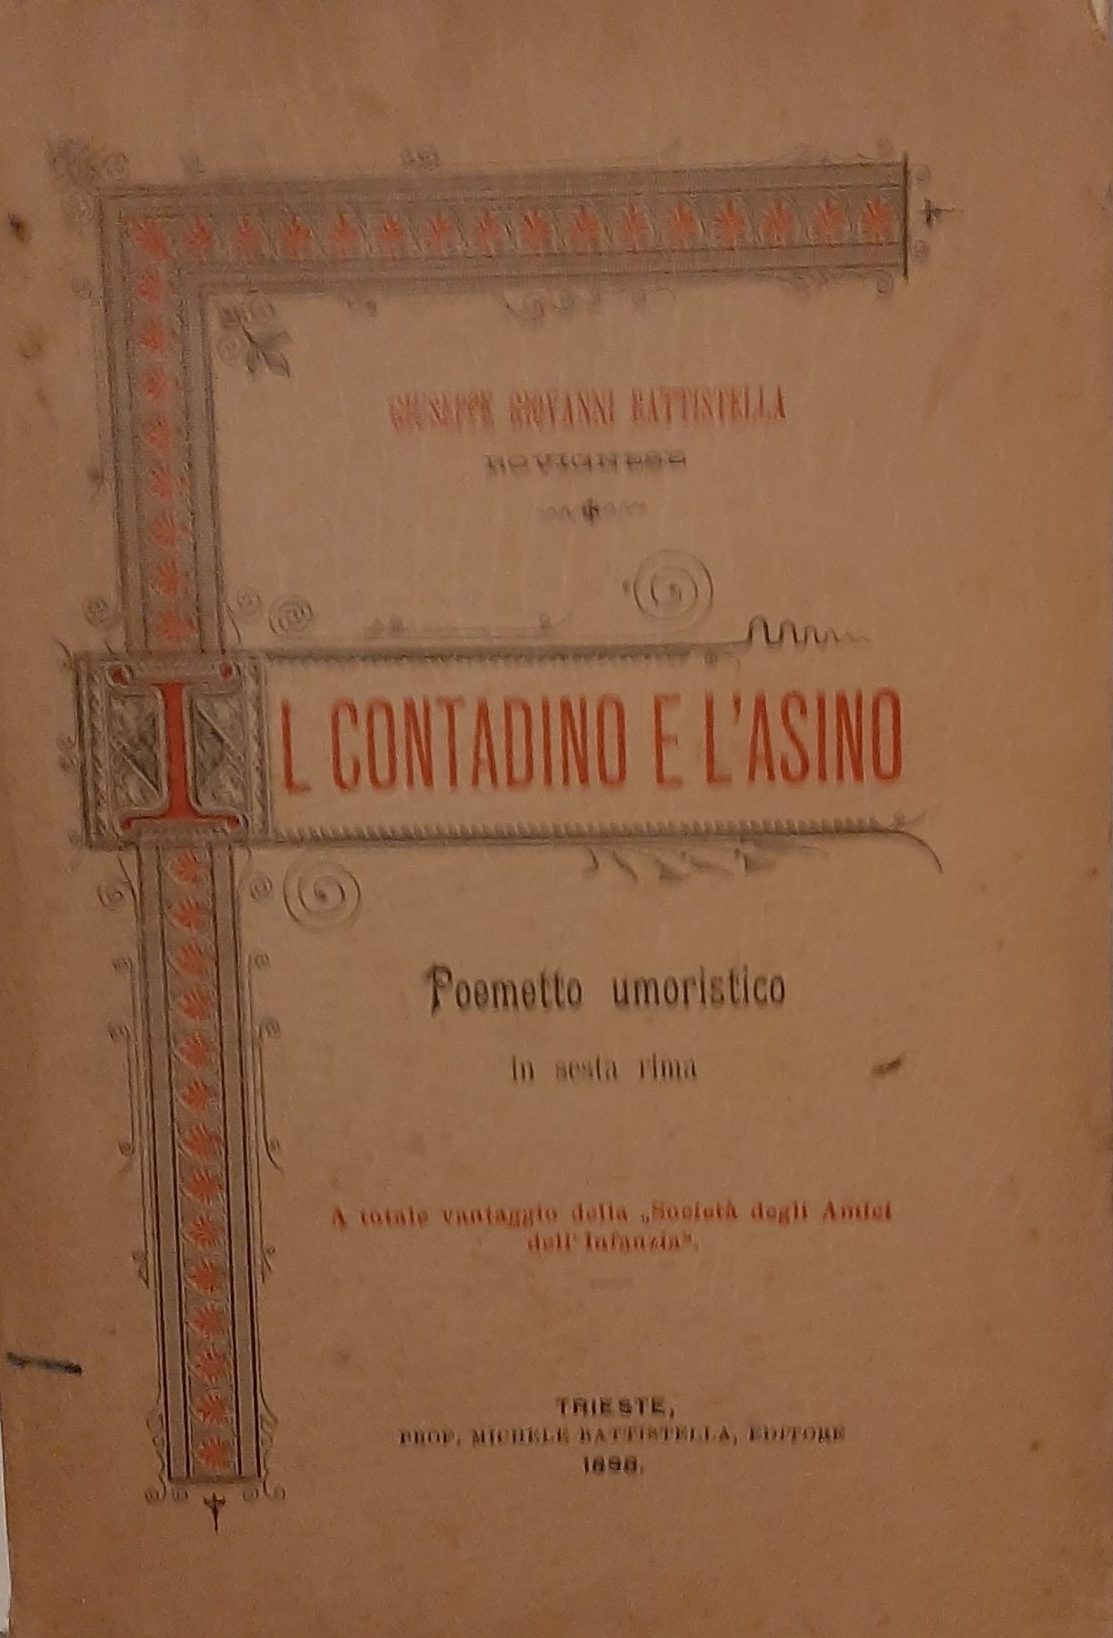 GIUSEPPE GIOVANNI BATTISTELLA
ROVIGNESE
IL CONTADINO E L'ASINO
Poemetto umoristico
in sesta rima
A totale vantaggio della „Società degli Amici
dell' Infanzia".
TRIESTE,
PROF. MICHELE BATTISTELLA, EDITORE